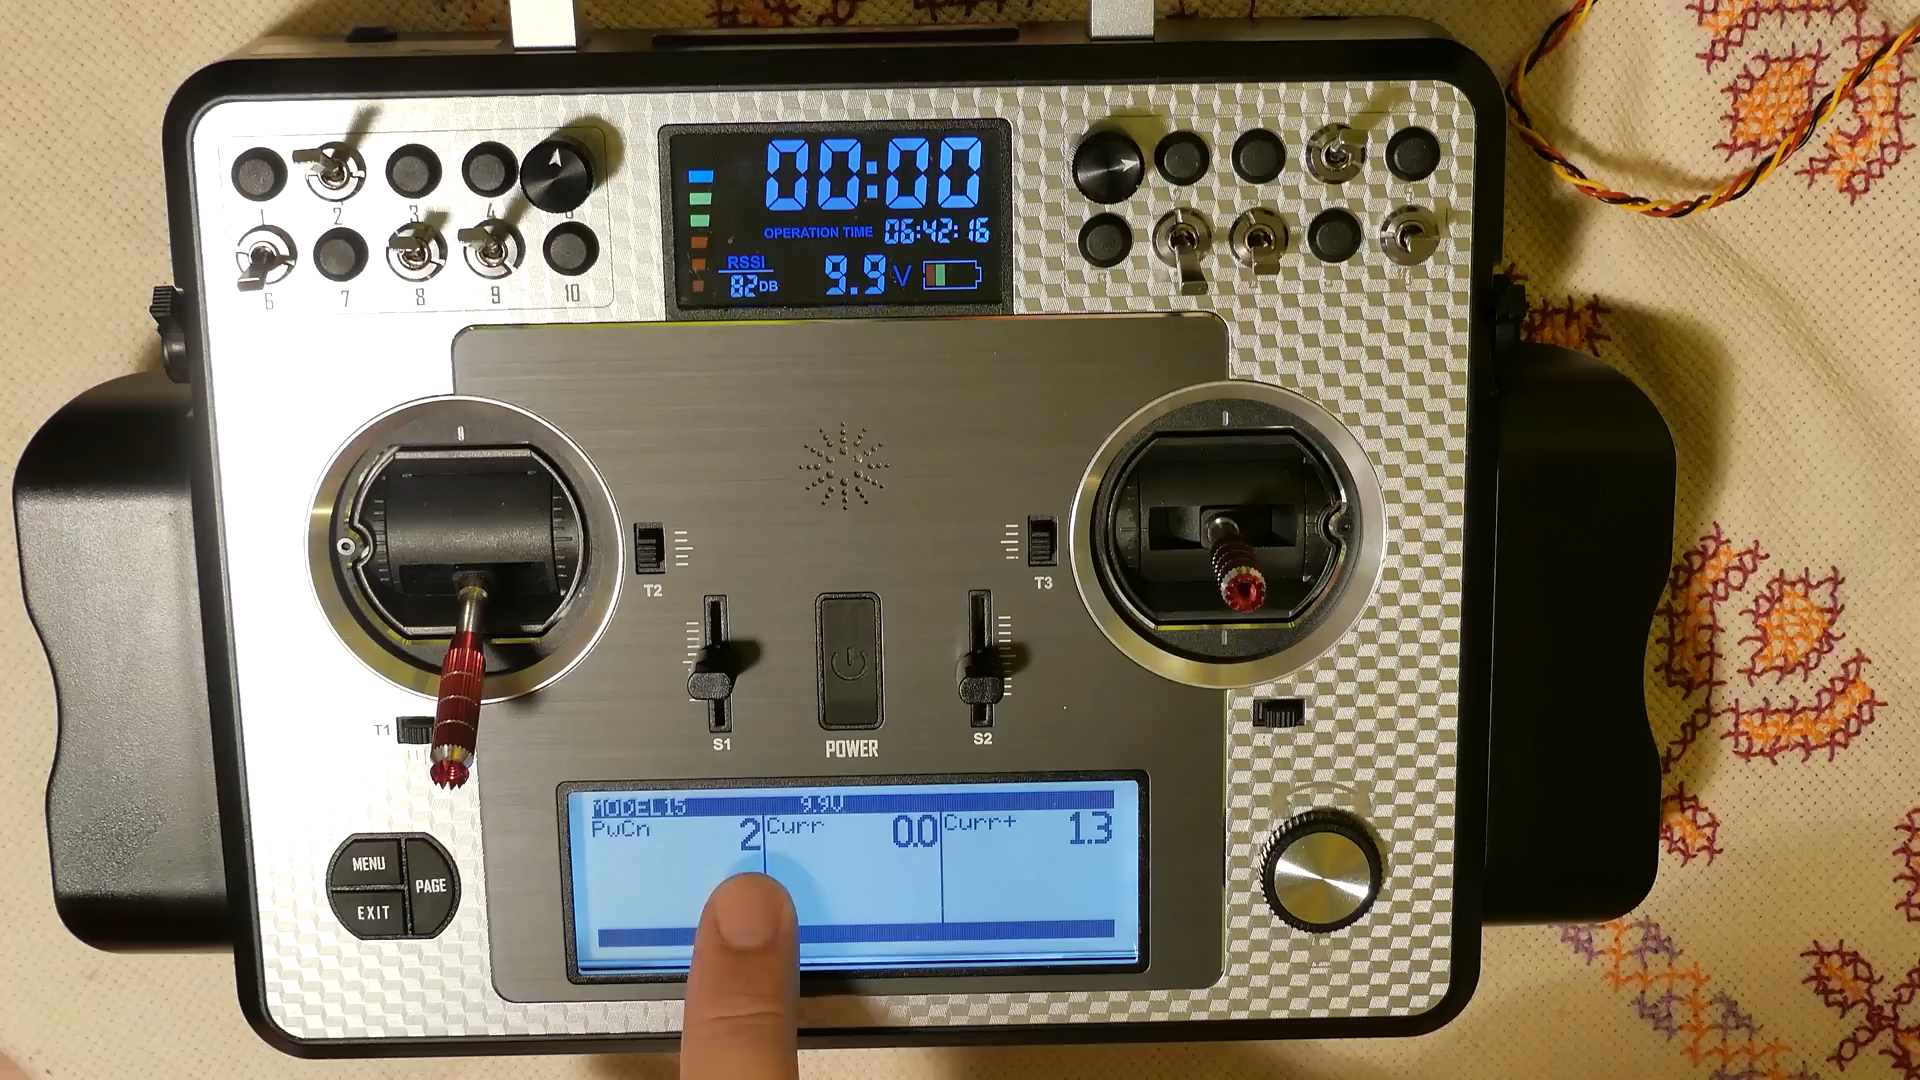 00:00
OPERATION TIME 06:42:16
RSSI
82DB
9.9 V
1 2 3 4
6 7 8 9 10
T2
T3
S1
POWER
S2
T1
MENU
PAGE
EXIT
MODEL15 9.9V
PwCn 2 Curr 0.0 Curr+ 1.3